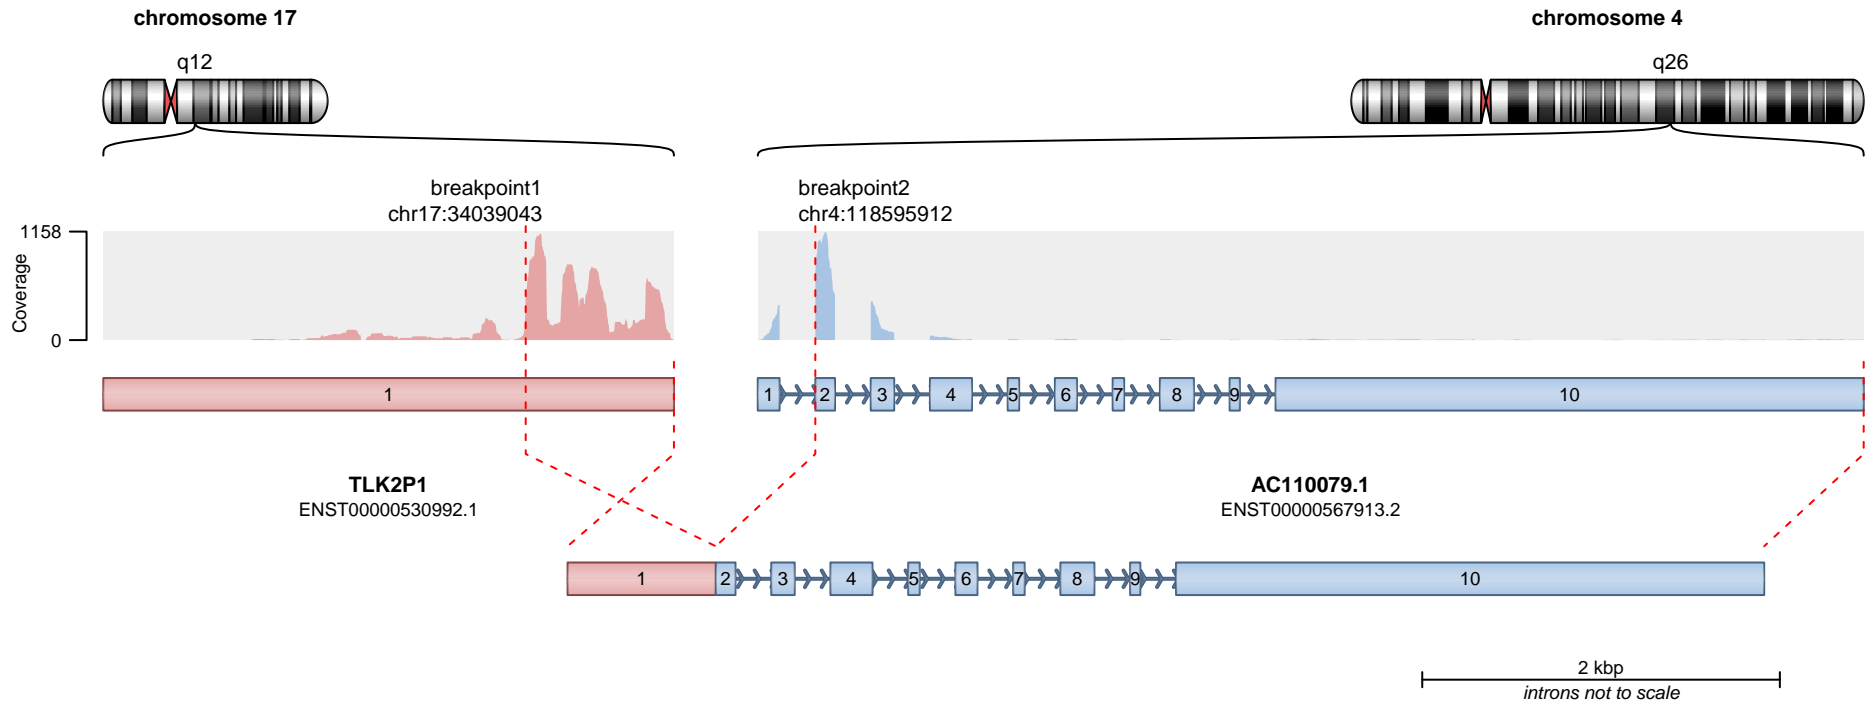 chromosome 17
chromosome 4
q12
q26
breakpoint1
chr17:34039043
breakpoint2
chr4:118595912
1158
0
Coverage
1
1 2 3 4 5 6 7 8 9 10
TLK2P1
ENST00000530992.1
AC110079.1
ENST00000567913.2
1 2 3 4 5 6 7 8 9 10
2 kbp
introns not to scale